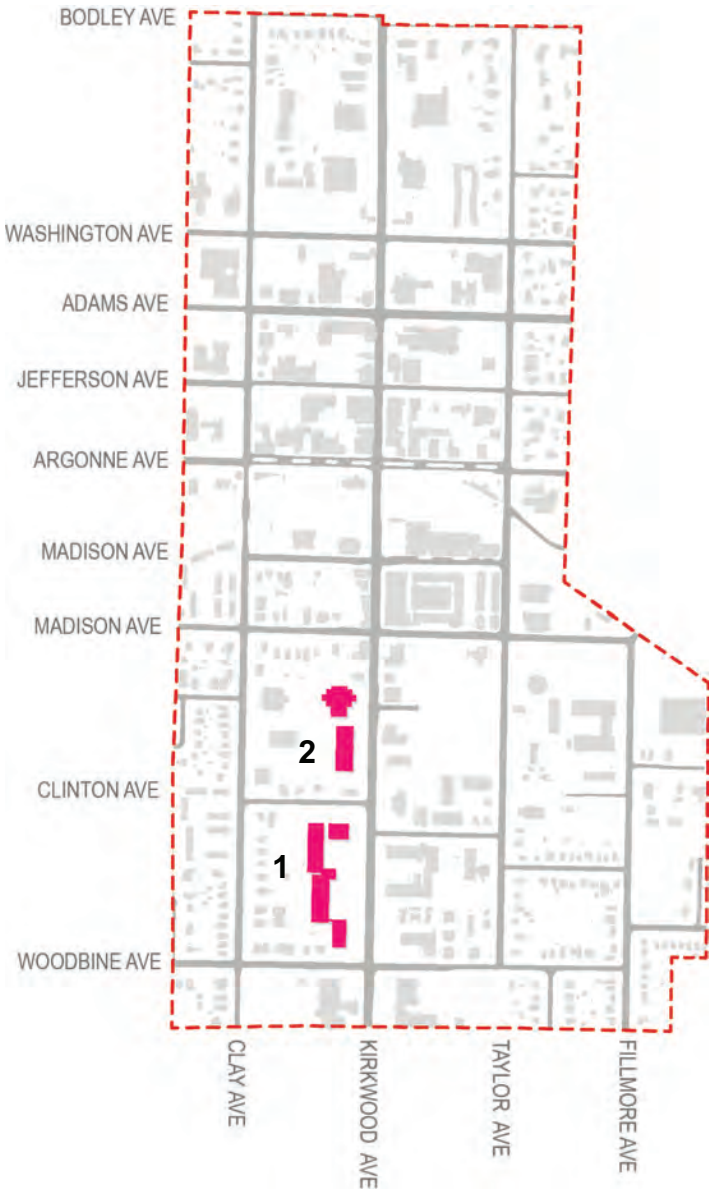 BODLEY AVE
WASHINGTON AVE
ADAMS AVE
JEFFERSON AVE
ARGONNE AVE
MADISON AVE
MADISON AVE
2
CLINTON AVE
1
WOODBINE AVE
CLAY AVE
KIRKWOOD AVE
TAYLOR AVE
FILLMORE AVE